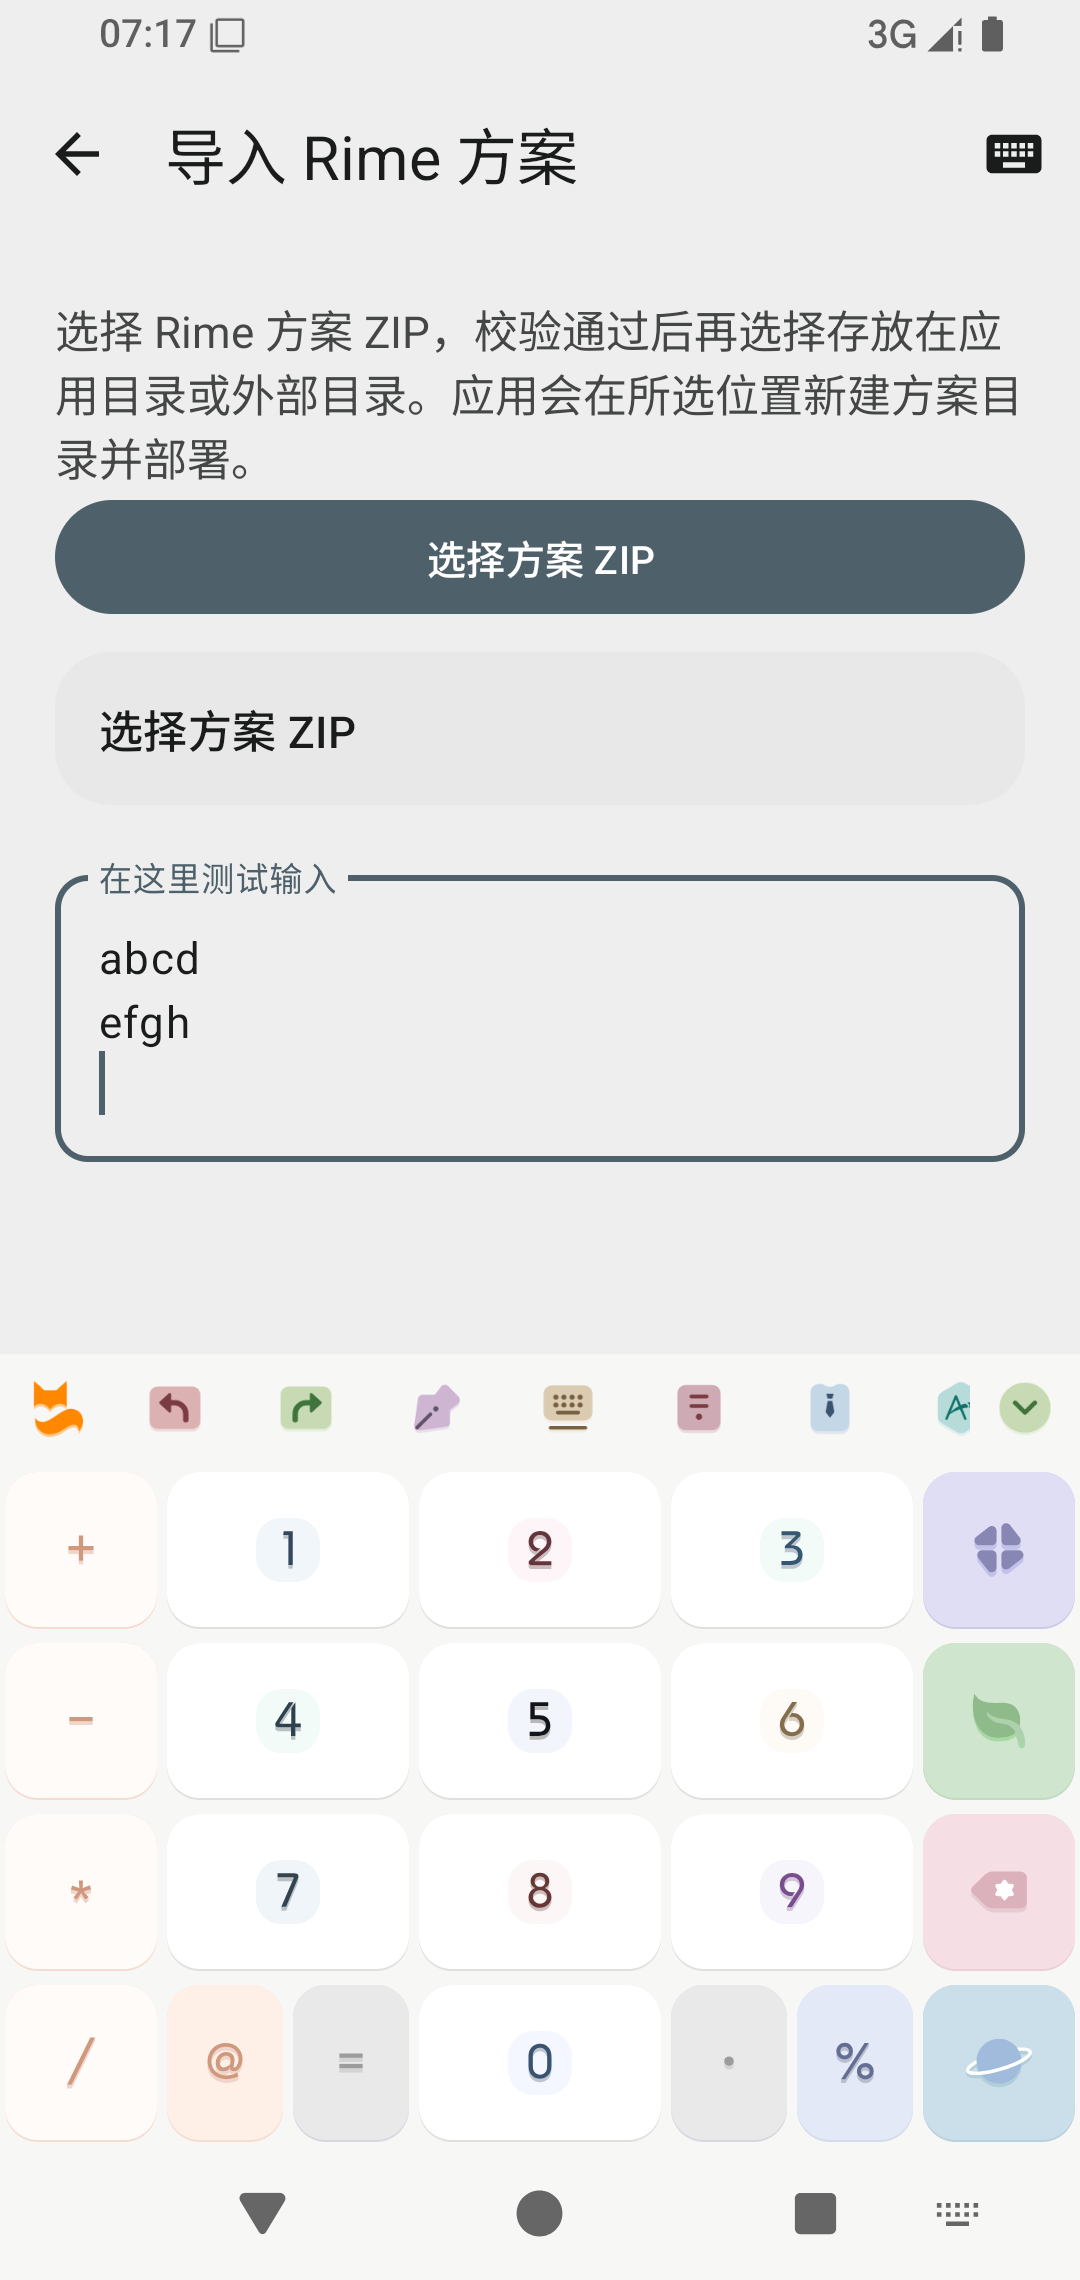 07:17
3G
导入 Rime 方案
选择 Rime 方案 ZIP，校验通过后再选择存放在应
用目录或外部目录。应用会在所选位置新建方案目
录并部署。
选择方案 ZIP
选择方案 ZIP
在这里测试输入
abcd
efgh
+ 1 2 3
- 4 5 6
* 7 8 9
/ @ = 0 . %